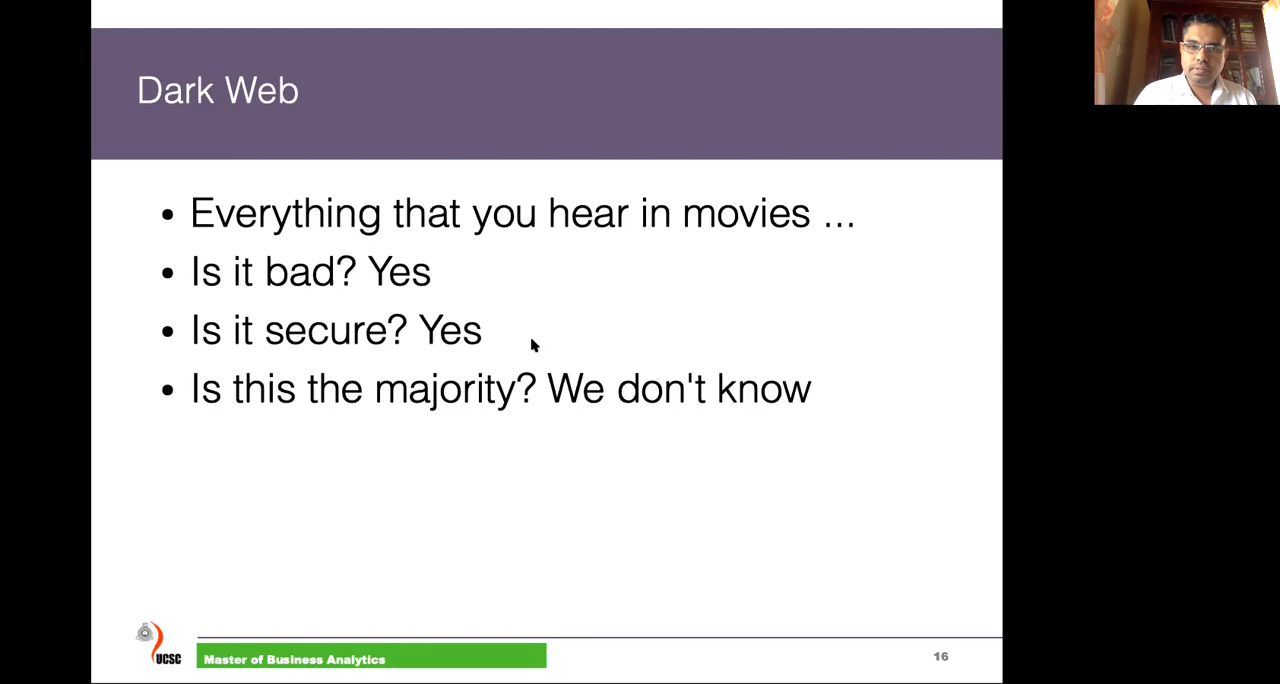 Dark Web
• Everything that you hear in movies ...
• Is it bad? Yes
• Is it secure? Yes
• Is this the majority? We don't know
UCSC
Master of Business Analytics
16